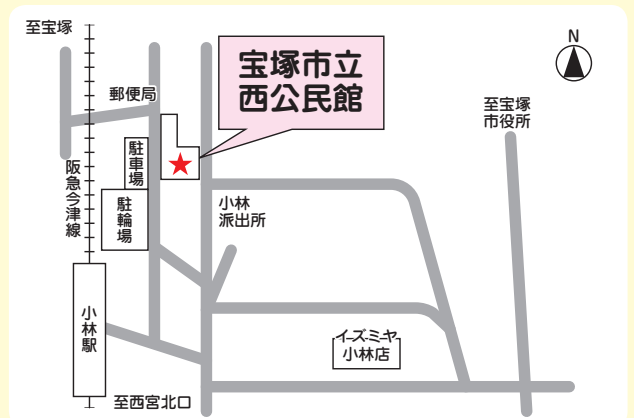 至宝塚
N
宝塚市立
西公民館
郵便局
至宝塚
市役所
駐車場
阪急今津線
駐輪場
小林
派出所
小林駅
イズミヤ
小林店
至西宮北口